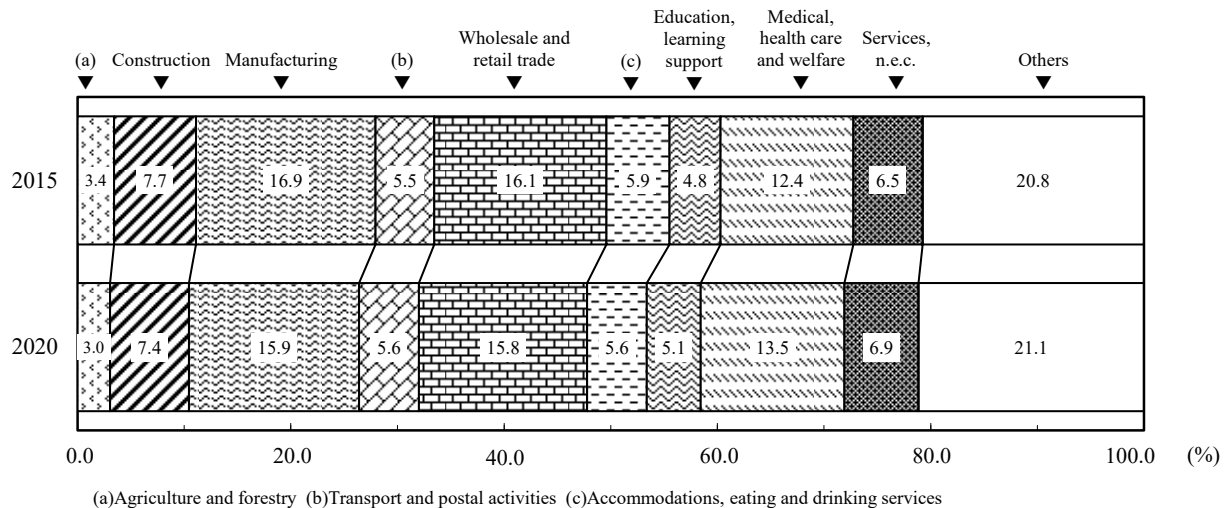 Education,
learning
support
Medical,
health care
and welfare
Wholesale and
retail trade
Services,
n.e.c.
(a)
Construction
Manufacturing
(b)
(c)
Others
2015
3.4
7.7
16.9
5.5
16.1
5.9
4.8
12.4
6.5
20.8
2020
3.0
7.4
15.9
5.6
15.8
5.6
5.1
13.5
6.9
21.1
0.0
20.0
40.0
60.0
80.0
100.0
(%)
(a)Agriculture and forestry (b)Transport and postal activities (c)Accommodations, eating and drinking services